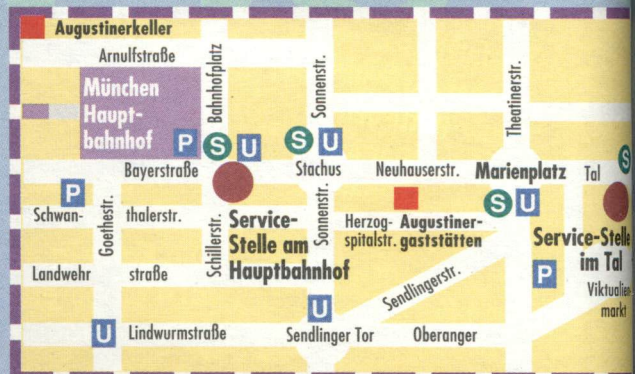 Augustinerkeller
Arnulfstraße
Bahnhofplatz
Sonnenstr.
Theatinerstr.
München
Haupt-
bahnhof
P
S U
S U
S
Bayerstraße
Stachus
Neuhauserstr.
Marienplatz
Tal
P
S U
Schwan-
thalerstr.
Goethestr.
Schillerstr.
Service-
Stelle am
Hauptbahnhof
Sonnenstr.
Herzog-
spitalstr.
Augustiner-
gaststätten
Service-Stelle
im Tal
Landwehr
straße
Sendlingerstr.
P
Viktualien
markt
U
U
Lindwurmstraße
Sendlinger Tor
Oberanger